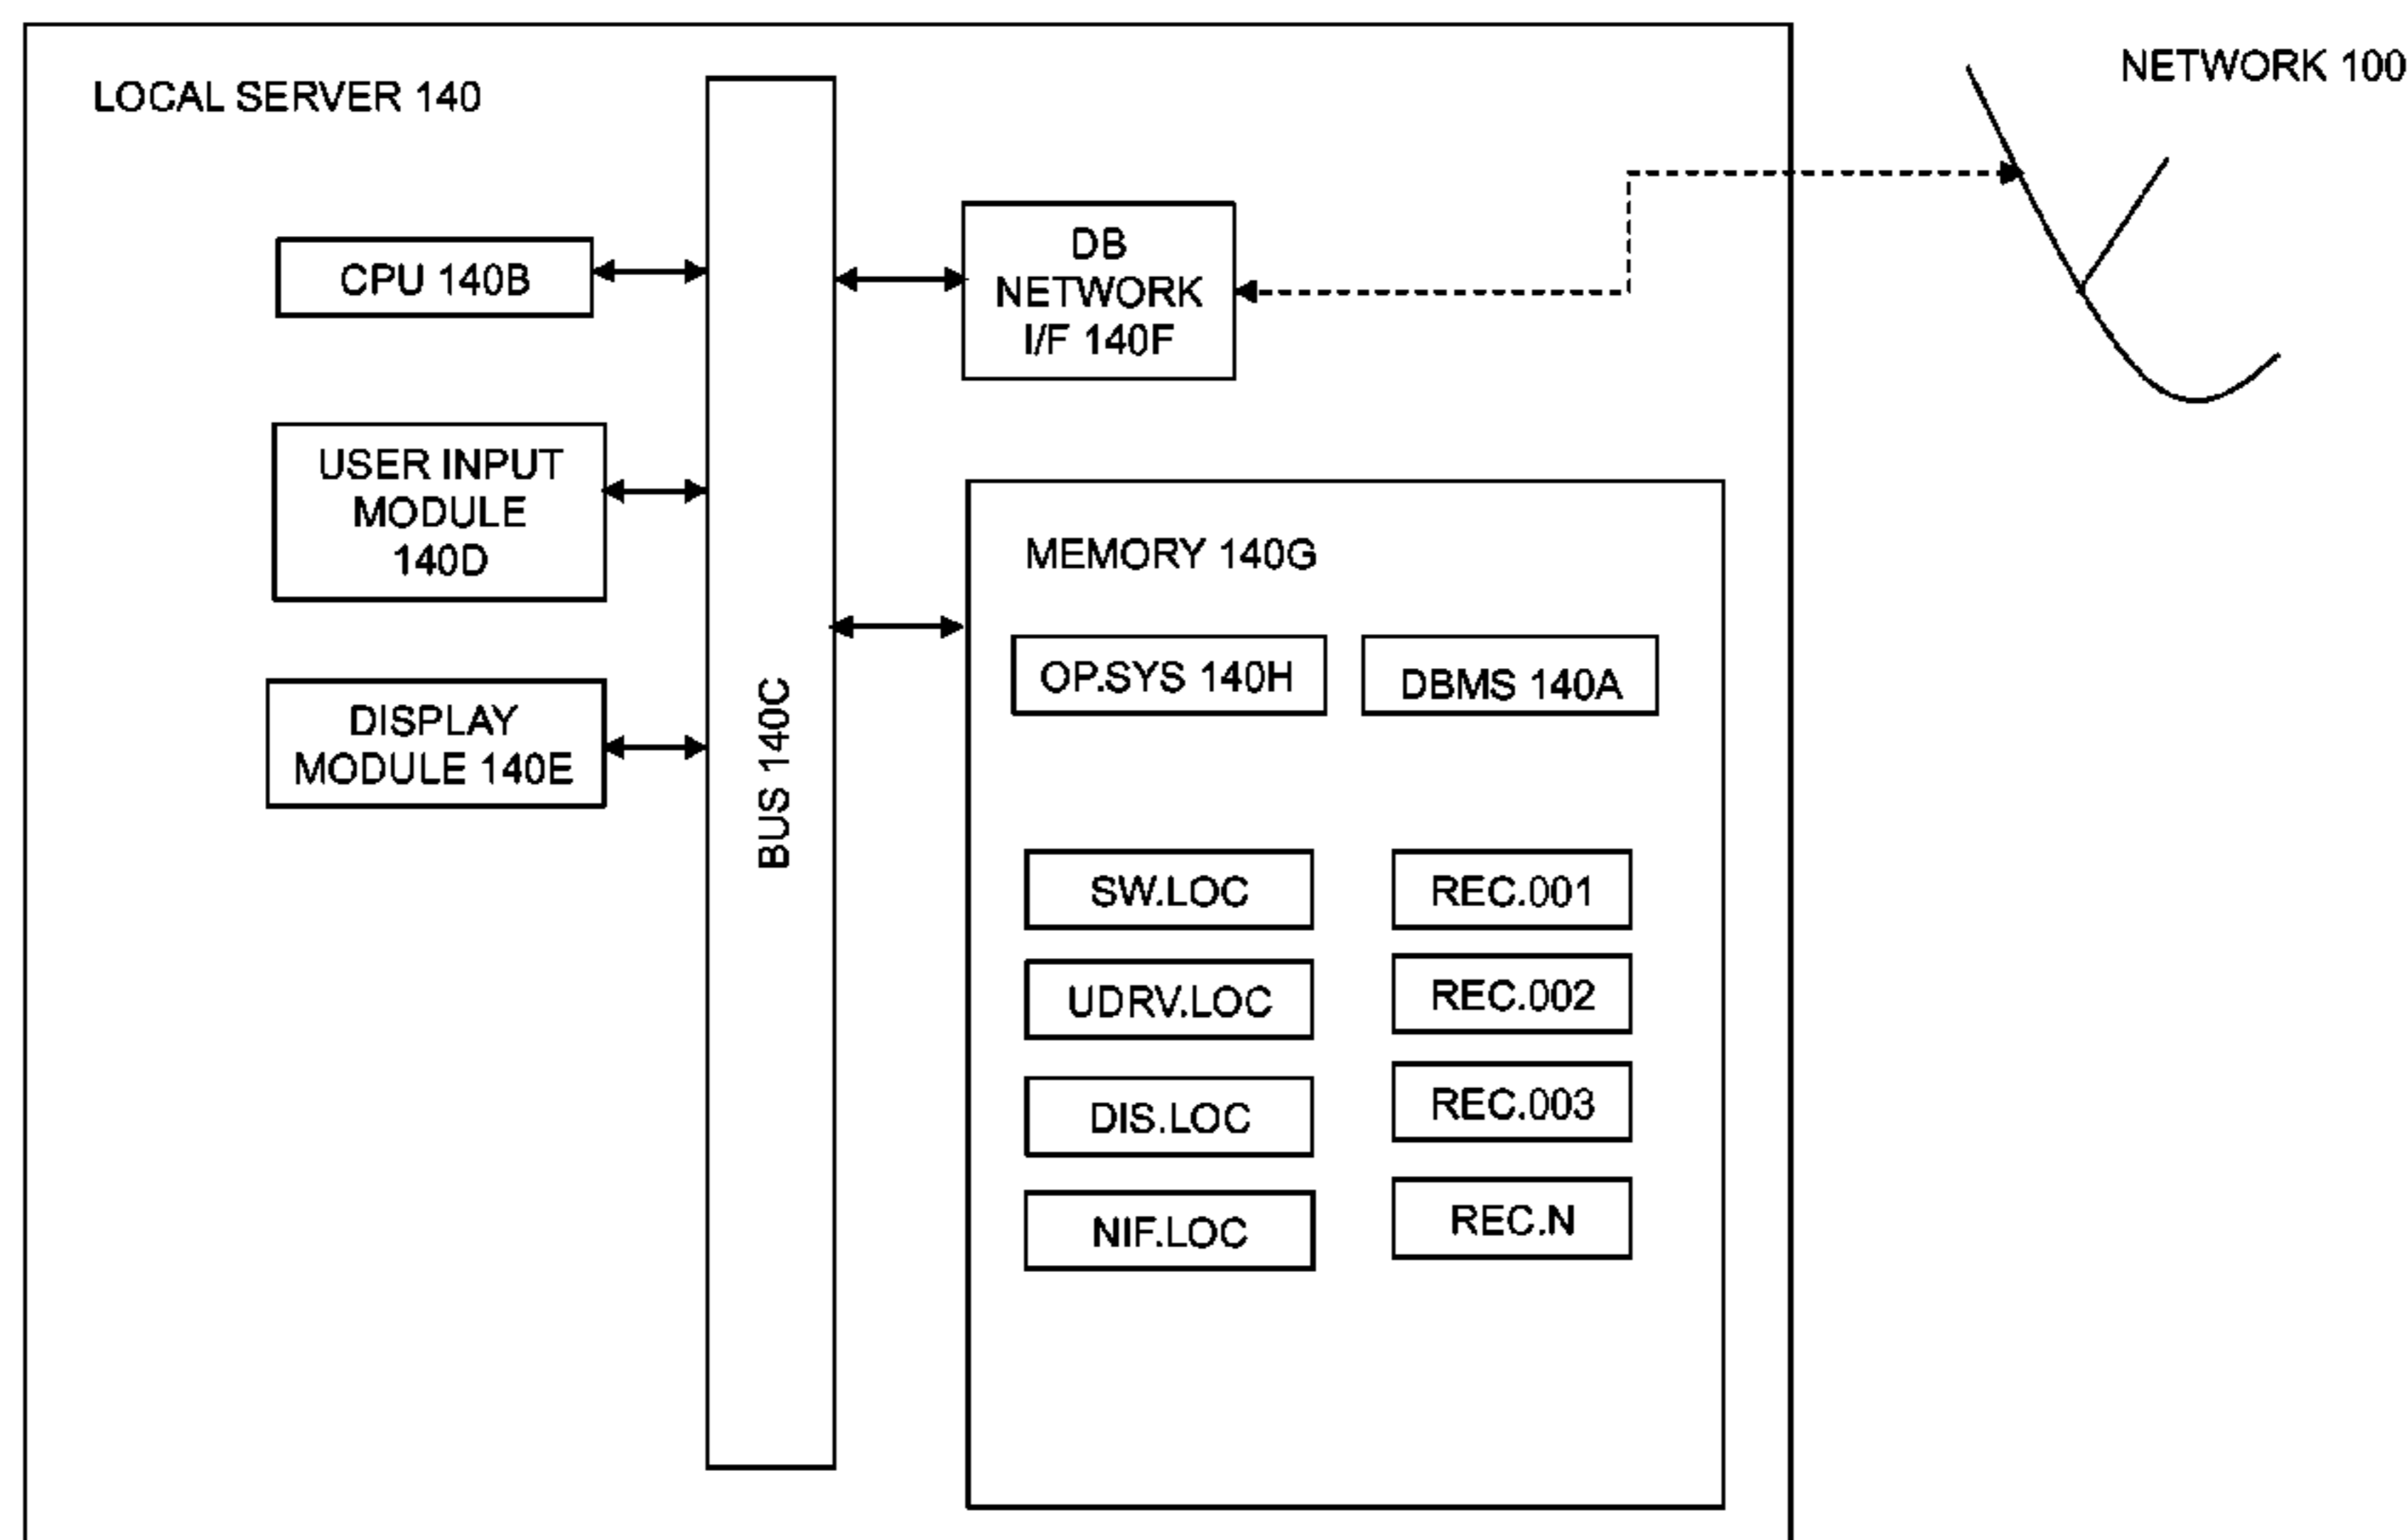 LOCAL SERVER 140
NETWORK 100
CPU 140B
DB
NETWORK
I/F 140F
USER INPUT
MODULE
140D
DISPLAY
MODULE 140E
BUS 140C
MEMORY 140G
OP.SYS 140H
DBMS 140A
SW.LOC
REC.001
UDRV.LOC
REC.002
DIS.LOC
REC.003
NIF.LOC
REC.N